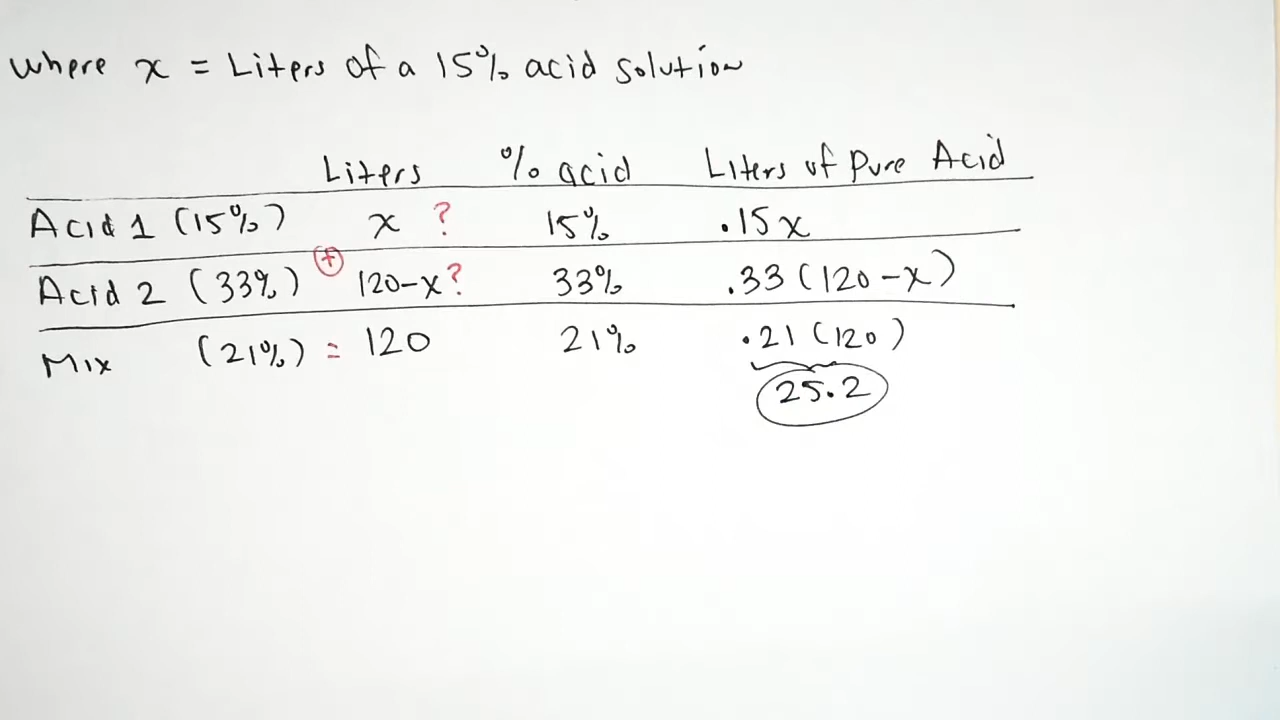 where x = Liters of a 15% acid solution
Liters % acid Liters of Pure Acid
Acid 1 (15%) x ? 15% .15x
Acid 2 (33%) + 120-x? 33% .33(120-x)
Mix (21%) = 120 21% .21(120)
25.2